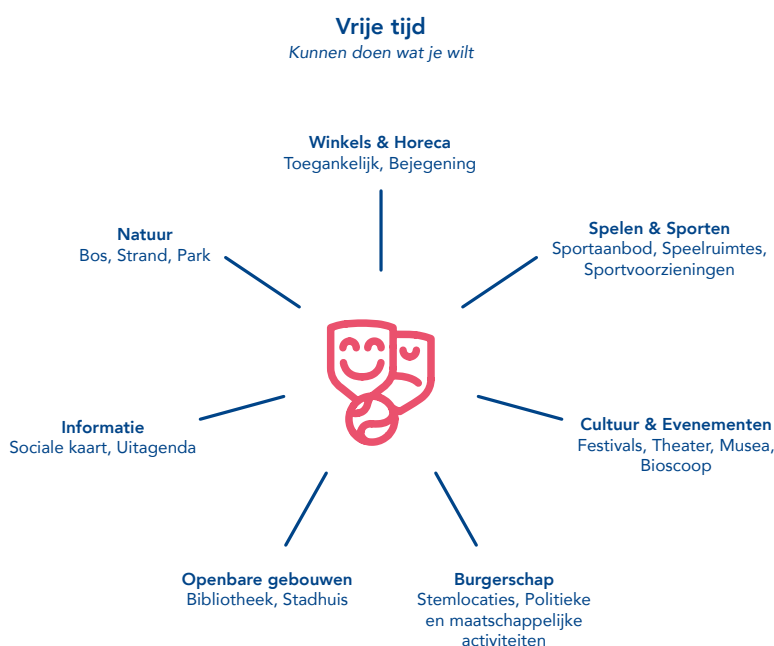 Vrije tijd
Kunnen doen wat je wilt
Winkels & Horeca
Toegankelijk, Bejegening
Spelen & Sporten
Sportaanbod, Speelruimtes,
Sportvoorzieningen
Natuur
Bos, Strand, Park
Informatie
Sociale kaart, Uitagenda
Cultuur & Evenementen
Festivals, Theater, Musea,
Bioscoop
Openbare gebouwen
Bibliotheek, Stadhuis
Burgerschap
Stemlocaties, Politieke
en maatschappelijke
activiteiten